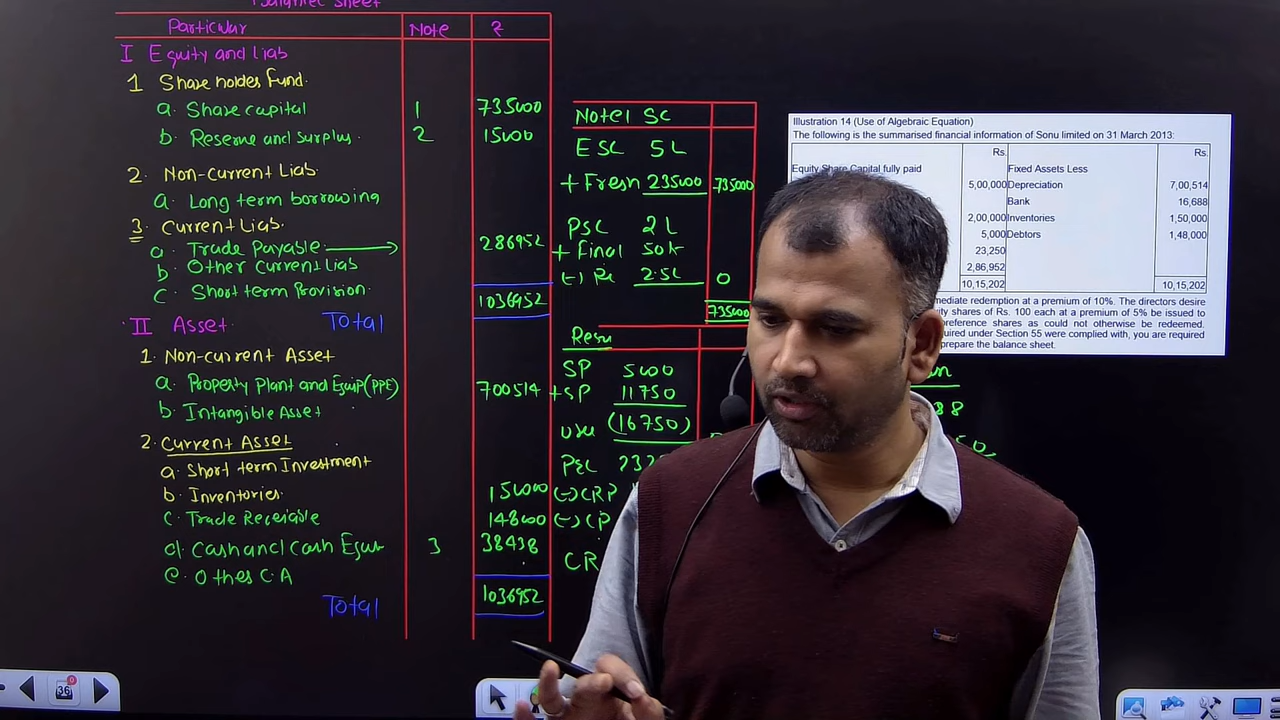 Balance Sheet
Particular Note ₹
I Equity and Liab
1 Share holdes Fund.
a. Share capital 1 735000
b. Reserve and Surplus. 2 15000
2. Non-current Liab.
a. Long term borrowing
3. Current Liab.
a. Trade Payable. 286952
b. Other Current Liab
c. Short term Provision.
Total 1036952
II Asset.
1. Non-current Asset
a. Property Plant and Equip (PPE) 700514
b. Intangible Asset
2. Current Asset
a. Short term Investment
b. Inventories. 150000
c. Trade Receiable 148000
d. Cash and Cash Equi 3 38438
e. Othes C.A
Total 1036952
Note1 SC
ESC 5L
+ Fresh 235000 735000
PSC 2L
+ Final 50k
(-) Re 2.5L 0
735000
Resu
SP 5000
+SP 11750
use (16750)
P&L 232
(-) CRP
(-) CP
CR
Illustration 14 (Use of Algebraic Equation)
The following is the summarised financial information of Sonu limited on 31 March 2013:
Rs. Rs.
Equity Share Capital fully paid Fixed Assets Less
5,00,000 Depreciation 7,00,514
Bank 16,688
2,00,000 Inventories 1,50,000
5,000 Debtors 1,48,000
23,250
2,86,952
10,15,202 10,15,202
mediate redemption at a premium of 10%. The directors desire
ity shares of Rs. 100 each at a premium of 5% be issued to
preference shares as could not otherwise be redeemed.
uired under Section 55 were complied with, you are required
prepare the balance sheet.
36